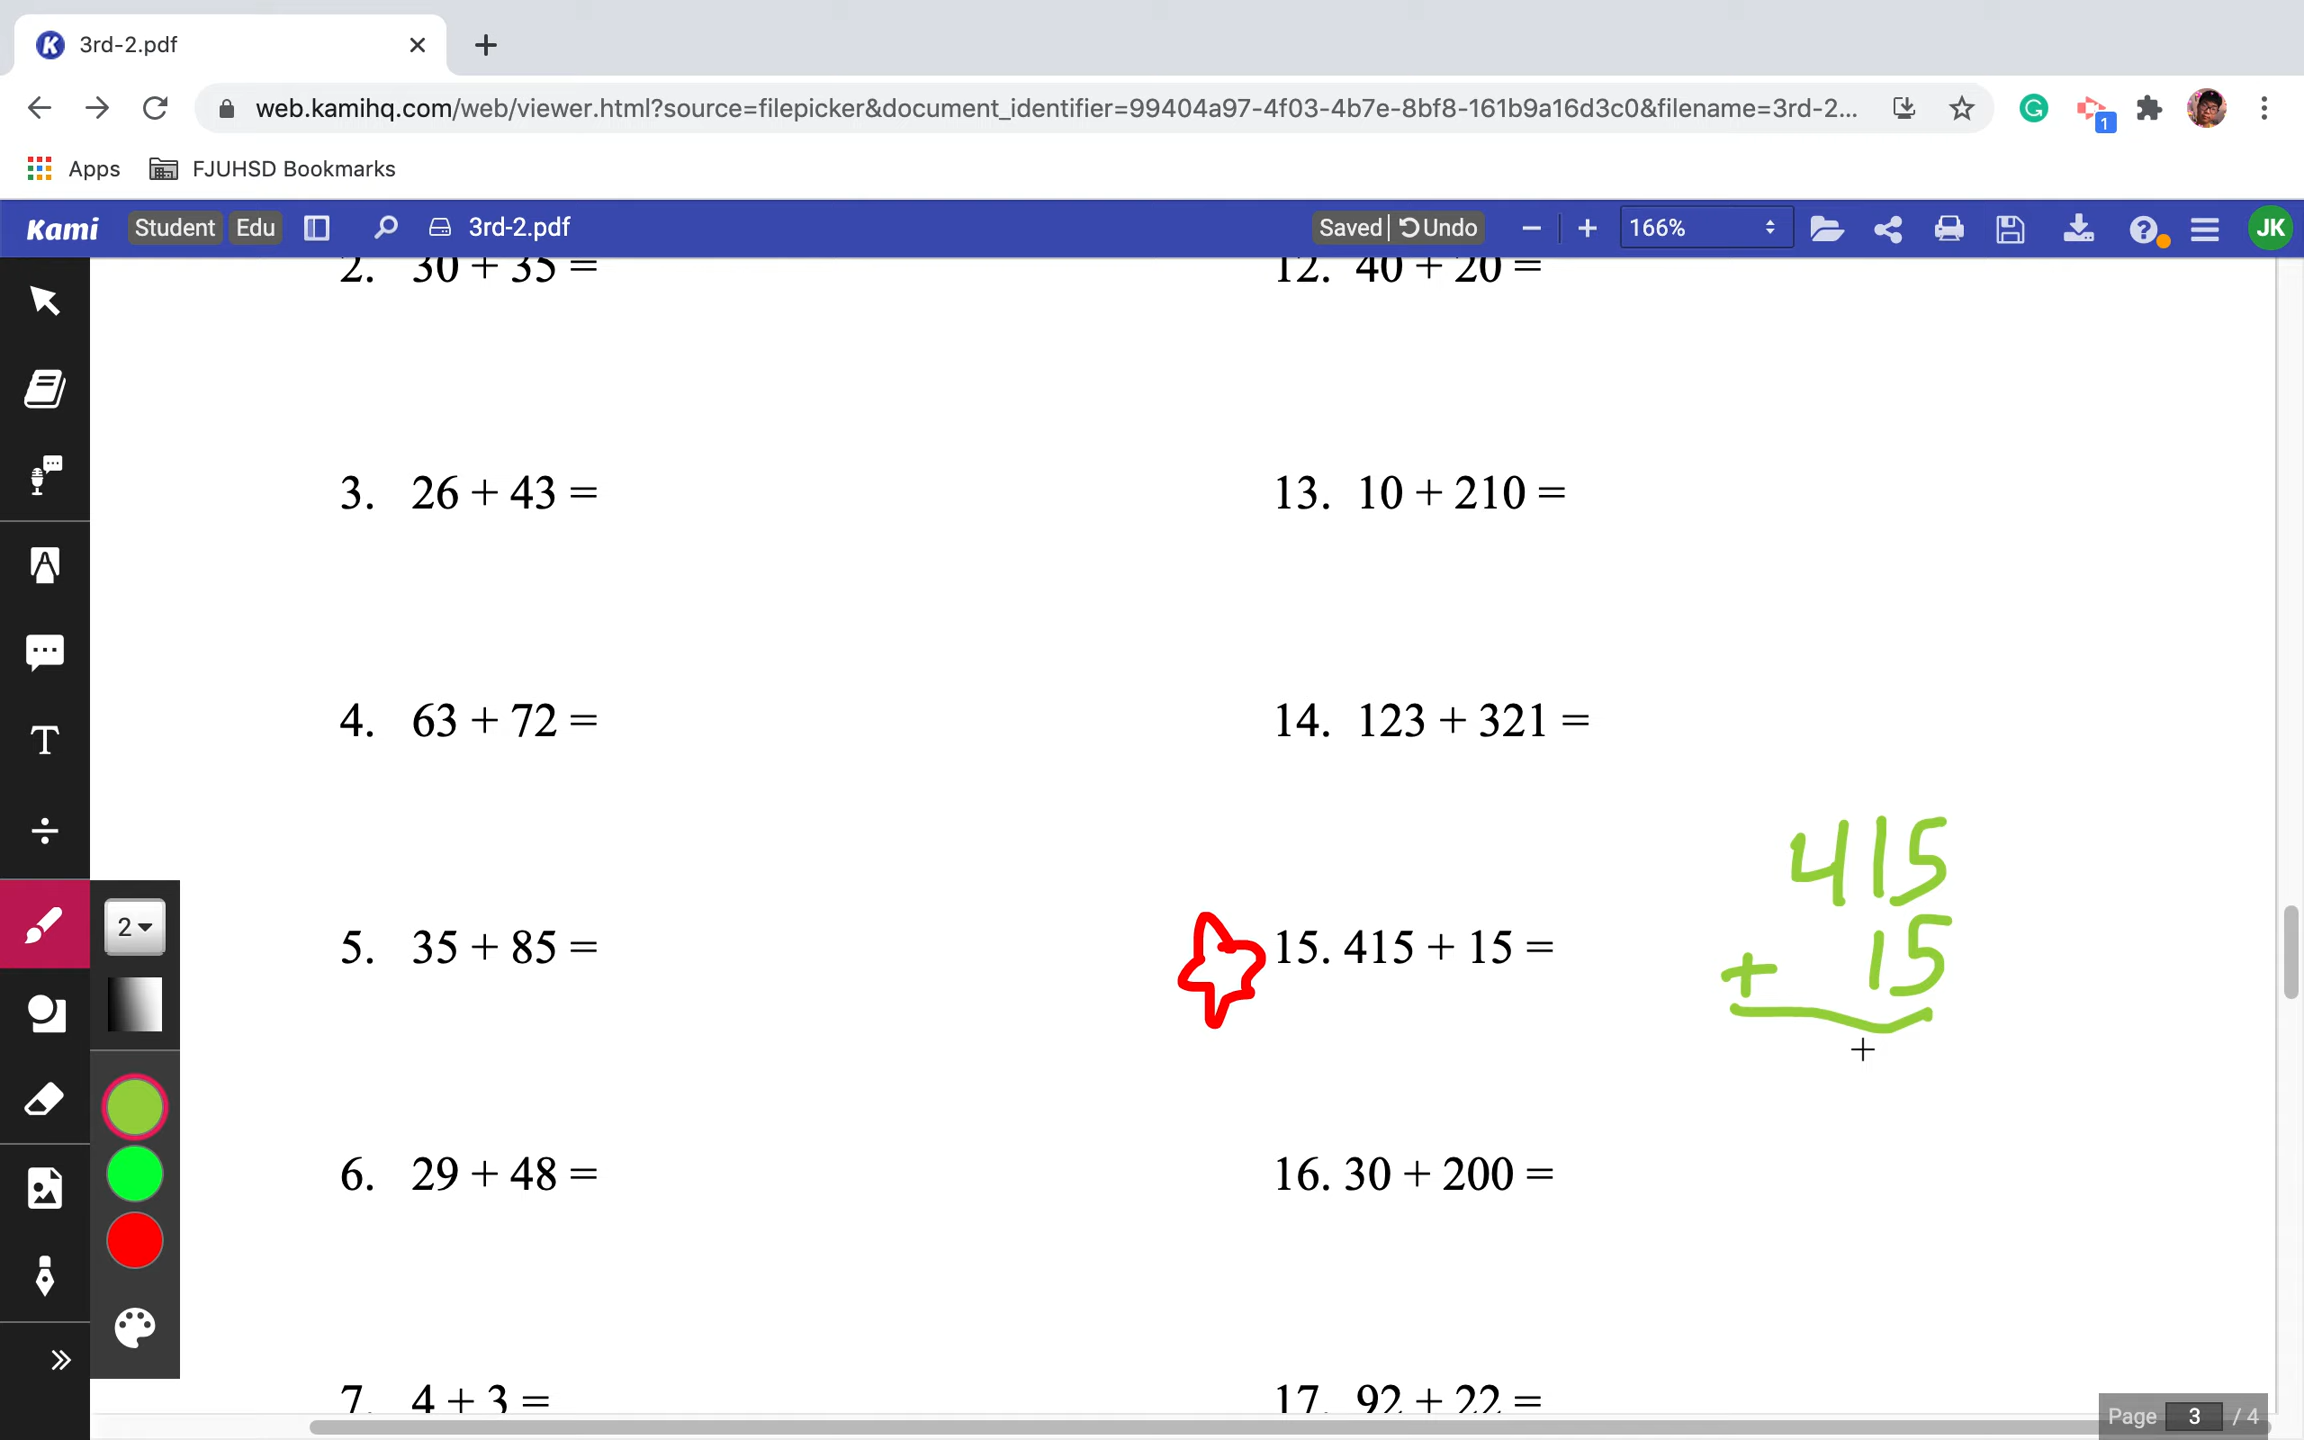 3rd-2.pdf
web.kamihq.com/web/viewer.html?source=filepicker&document_identifier=99404a97-4f03-4b7e-8bf8-161b9a16d3c0&filename=3rd-2...
1
Apps
FJUHSD Bookmarks
Kami
Student
Edu
3rd-2.pdf
Saved
Undo
166%
JK
2. 30 + 35 =
12. 40 + 20 =
3. 26 + 43 =
13. 10 + 210 =
4. 63 + 72 =
14. 123 + 321 =
5. 35 + 85 =
15. 415 + 15 =
415
+ 15
6. 29 + 48 =
16. 30 + 200 =
7. 4 + 3 =
17. 92 + 22 =
2
Page 3 / 4